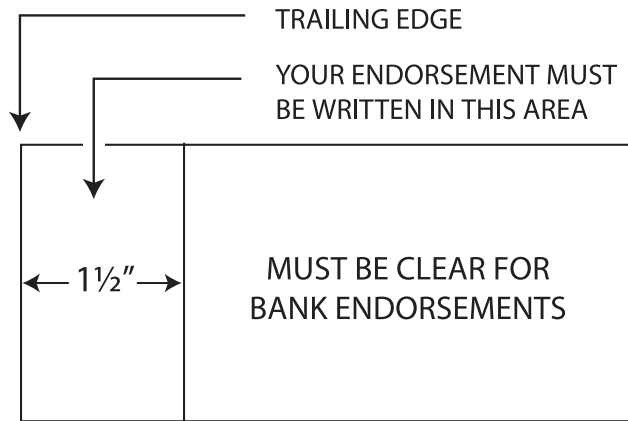 TRAILING EDGE
YOUR ENDORSEMENT MUST
BE WRITTEN IN THIS AREA
1½"
MUST BE CLEAR FOR
BANK ENDORSEMENTS